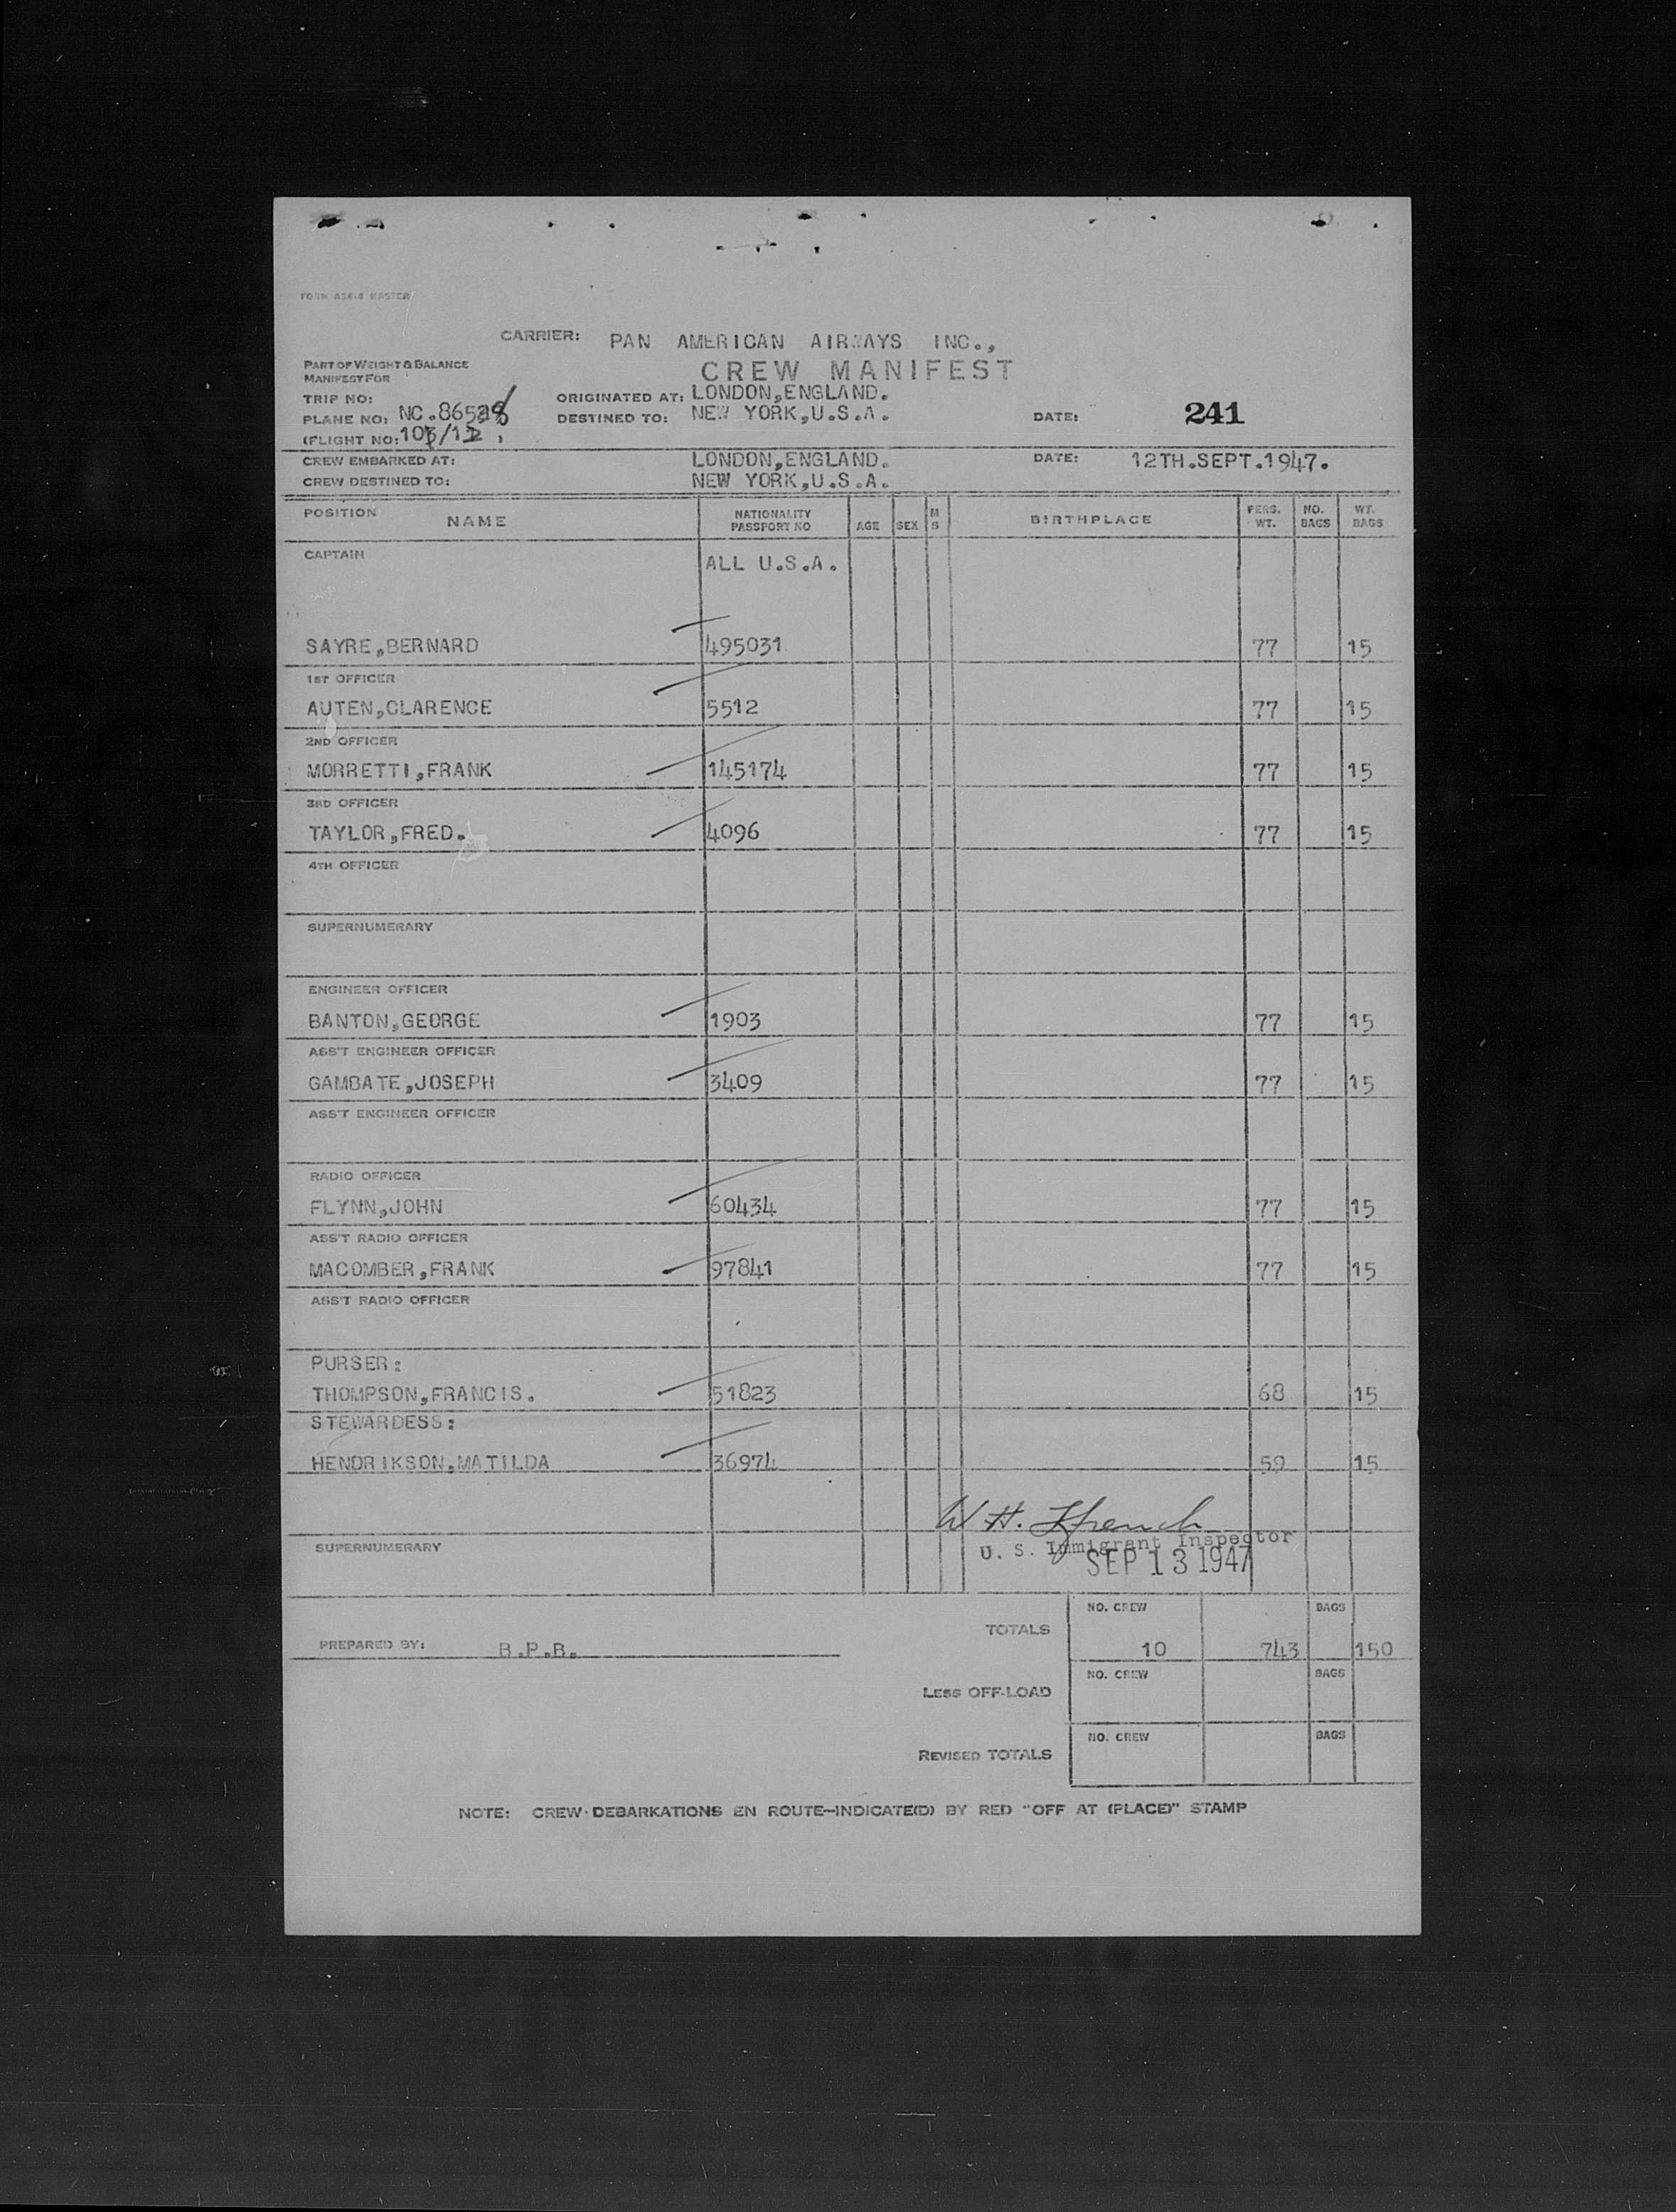 FORM A16-8 MASTER
CARRIER: PAN AMERICAN AIRWAYS INC.,
PART OF WEIGHT & BALANCE
MANIFEST FOR
CREW MANIFEST
TRIP NO: ORIGINATED AT: LONDON,ENGLAND.
PLANE NO: DESTINED TO: NEW YORK,U.S.A. DATE: 241
(FLIGHT NO:
CREW EMBARKED AT: LONDON,ENGLAND. DATE: 12TH.SEPT.1947.
CREW DESTINED TO: NEW YORK,U.S.A.
POSITION NAME NATIONALITY PASSPORT NO AGE SEX M S BIRTHPLACE PERS. WT. NO. BAGS WT. BAGS
CAPTAIN ALL U.S.A.
SAYRE,BERNARD 495031 77 15
1ST OFFICER
AUTEN,CLARENCE 5512 77 15
2ND OFFICER
MORRETTI,FRANK 145174 77 15
3RD OFFICER
TAYLOR,FRED. 4096 77 15
4TH OFFICER
SUPERNUMERARY
ENGINEER OFFICER
BANTON,GEORGE 1903 77 15
ASS'T ENGINEER OFFICER
GAMBATE,JOSEPH 3409 77 15
ASS'T ENGINEER OFFICER
RADIO OFFICER
FLYNN,JOHN 60434 77 15
ASS'T RADIO OFFICER
MACOMBER,FRANK 97841 77 15
ASS'T RADIO OFFICER
PURSER:
THOMPSON,FRANCIS. 51823 68 15
STEWARDESS:
HENDRIKSON,MATILDA 36974 59 15
W H.
U. S. Immigrant Inspector
SUPERNUMERARY SEP 13 1947
NO. CREW BAGS
TOTALS
PREPARED BY: B.P.B. 10 743 150
NO. CREW BAGS
LESS OFF-LOAD
NO. CREW BAGS
REVISED TOTALS
NOTE: CREW DEBARKATIONS EN ROUTE—INDICATE(D) BY RED "OFF AT (PLACE)" STAMP